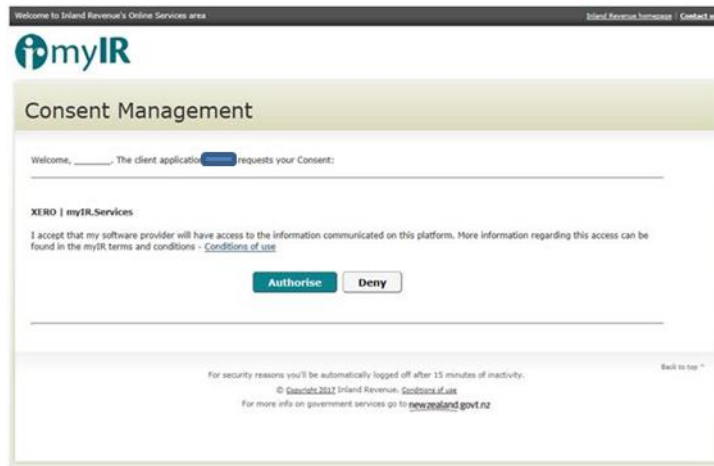 Welcome to Inland Revenue's Online Services area
Inland Revenue homepage | Contact u
myIR
Consent Management
Welcome, _______. The client application requests your Consent:
XERO | myIR.Services
I accept that my software provider will have access to the information communicated on this platform. More information regarding this access can be
found in the myIR terms and conditions - Conditions of use
Authorise Deny
Back to top ^
For security reasons you'll be automatically logged off after 15 minutes of inactivity.
© Copyright 2017 Inland Revenue. Conditions of use
For more info on government services go to newzealand.govt.nz